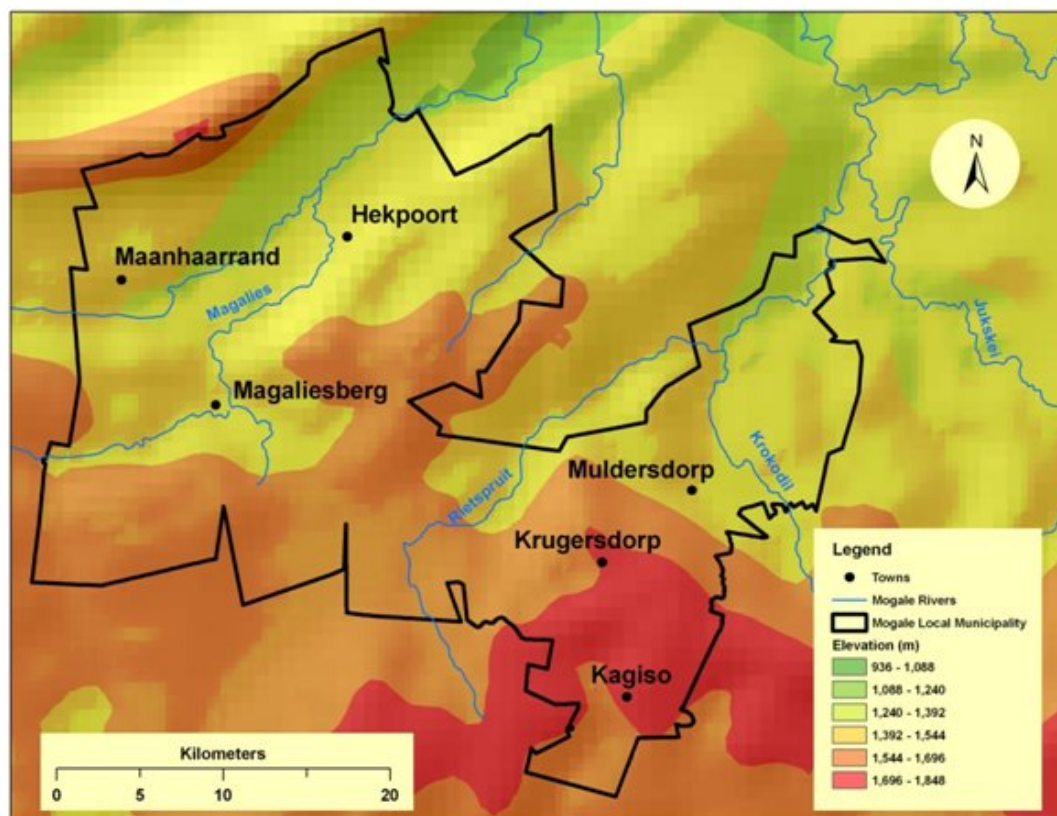 N
Hekpoort
Maanhaarrand
Magalies
Jukskei
Magaliesberg
Muldersdorp
Krokodil
Rietspruit
Krugersdorp
Kagiso
Legend
Towns
Mogale Rivers
Mogale Local Municipality
Elevation (m)
936 - 1,088
1,088 - 1,240
1,240 - 1,392
1,392 - 1,544
1,544 - 1,696
1,696 - 1,848
Kilometers
0 5 10 20